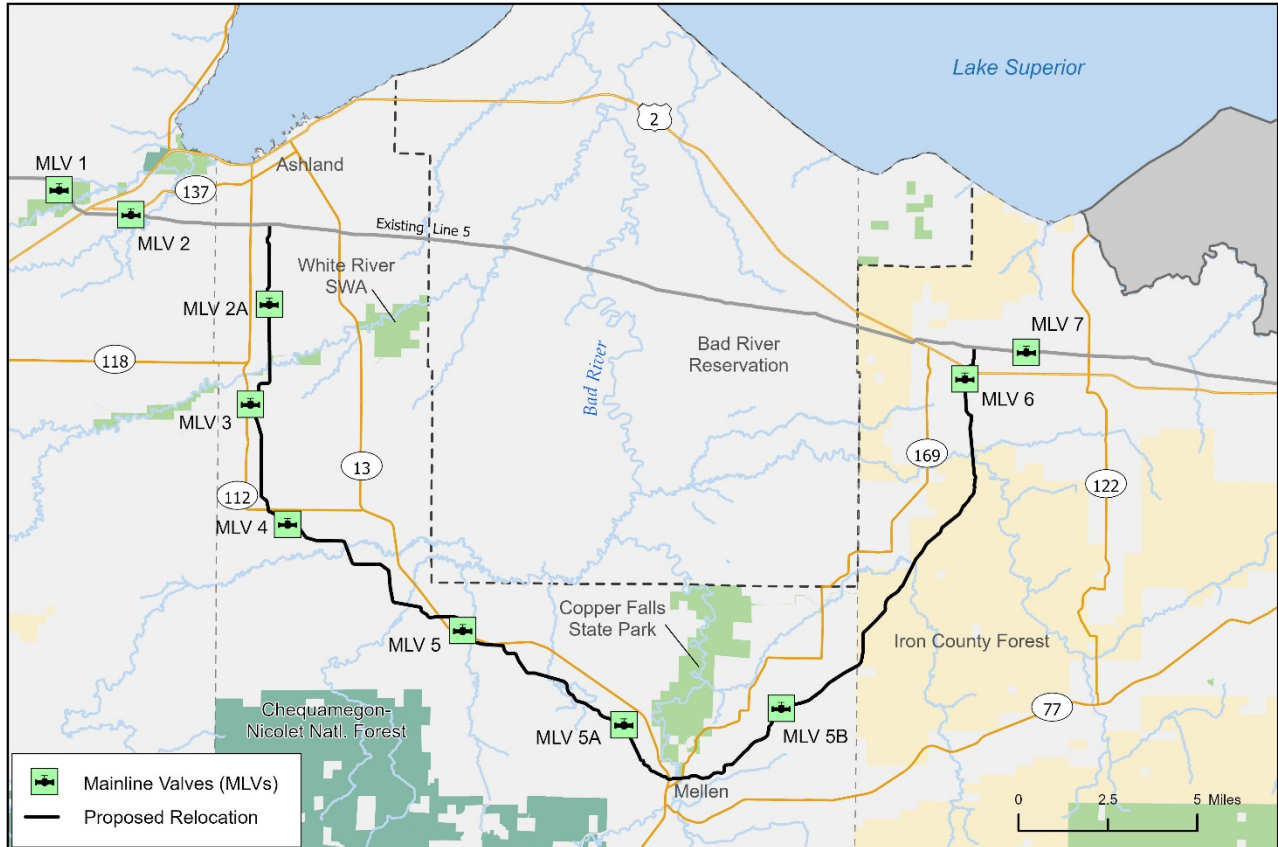 Lake Superior
2
MLV 1
Ashland
137
MLV 2
Existing Line 5
White River
SWA
MLV 2A
118
MLV 3
Bad River
Bad River
Reservation
MLV 7
MLV 6
13
169
122
112
MLV 4
Copper Falls
State Park
MLV 5
Iron County Forest
Chequamegon-
Nicolet Natl. Forest
MLV 5A
MLV 5B
77
Mellen
Mainline Valves (MLVs)
Proposed Relocation
0 2.5 5 Miles